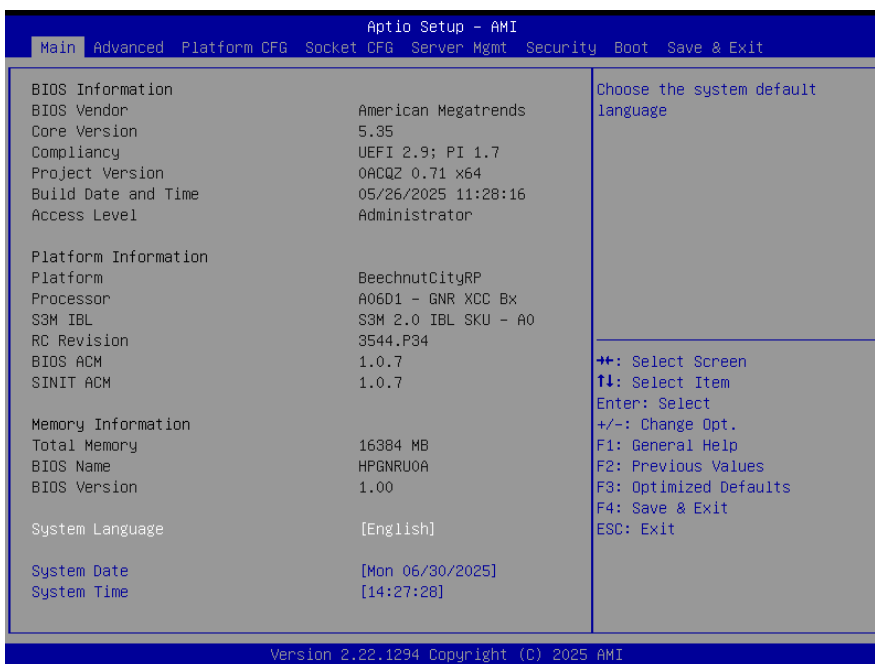 Aptio Setup – AMI
Main Advanced Platform CFG Socket CFG Server Mgmt Security Boot Save & Exit
BIOS Information
BIOS Vendor American Megatrends
Core Version 5.35
Compliancy UEFI 2.9; PI 1.7
Project Version 0ACQZ 0.71 x64
Build Date and Time 05/26/2025 11:28:16
Access Level Administrator
Platform Information
Platform BeechnutCityRP
Processor A06D1 – GNR XCC Bx
S3M IBL S3M 2.0 IBL SKU – A0
RC Revision 3544.P34
BIOS ACM 1.0.7
SINIT ACM 1.0.7
Memory Information
Total Memory 16384 MB
BIOS Name HPGNRU0A
BIOS Version 1.00
System Language [English]
System Date [Mon 06/30/2025]
System Time [14:27:28]
Choose the system default
language
→←: Select Screen
↑↓: Select Item
Enter: Select
+/-: Change Opt.
F1: General Help
F2: Previous Values
F3: Optimized Defaults
F4: Save & Exit
ESC: Exit
Version 2.22.1294 Copyright (C) 2025 AMI